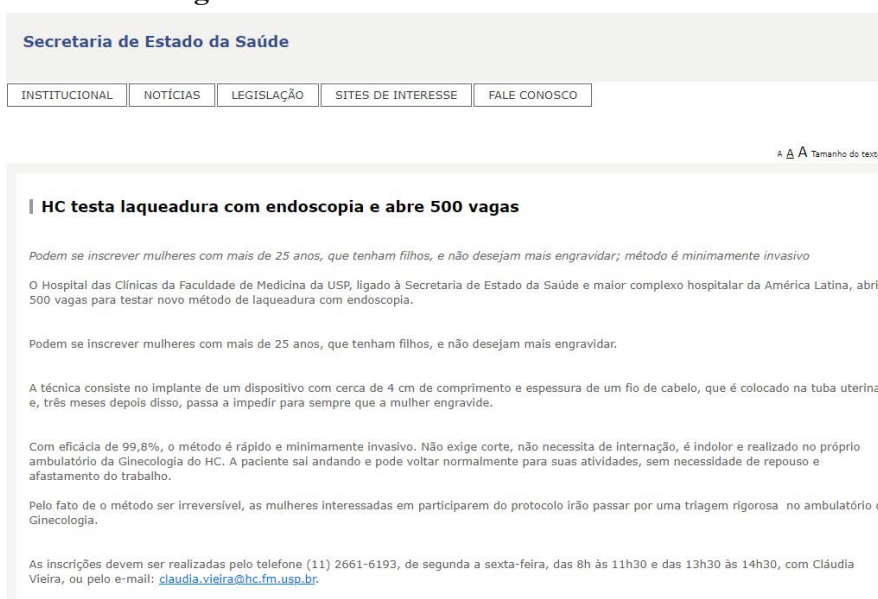 Secretaria de Estado da Saúde
INSTITUCIONAL NOTÍCIAS LEGISLAÇÃO SITES DE INTERESSE FALE CONOSCO
A A A Tamanho do text
HC testa laqueadura com endoscopia e abre 500 vagas
Podem se inscrever mulheres com mais de 25 anos, que tenham filhos, e não desejam mais engravidar; método é minimamente invasivo
O Hospital das Clínicas da Faculdade de Medicina da USP, ligado à Secretaria de Estado da Saúde e maior complexo hospitalar da América Latina, abri
500 vagas para testar novo método de laqueadura com endoscopia.
Podem se inscrever mulheres com mais de 25 anos, que tenham filhos, e não desejam mais engravidar.
A técnica consiste no implante de um dispositivo com cerca de 4 cm de comprimento e espessura de um fio de cabelo, que é colocado na tuba uterina
e, três meses depois disso, passa a impedir para sempre que a mulher engravide.
Com eficácia de 99,8%, o método é rápido e minimamente invasivo. Não exige corte, não necessita de internação, é indolor e realizado no próprio
ambulatório da Ginecologia do HC. A paciente sai andando e pode voltar normalmente para suas atividades, sem necessidade de repouso e
afastamento do trabalho.
Pelo fato de o método ser irreversível, as mulheres interessadas em participarem do protocolo irão passar por uma triagem rigorosa no ambulatório
Ginecologia.
As inscrições devem ser realizadas pelo telefone (11) 2661-6193, de segunda a sexta-feira, das 8h às 11h30 e das 13h30 às 14h30, com Cláudia
Vieira, ou pelo e-mail: claudia.vieira@hc.fm.usp.br.